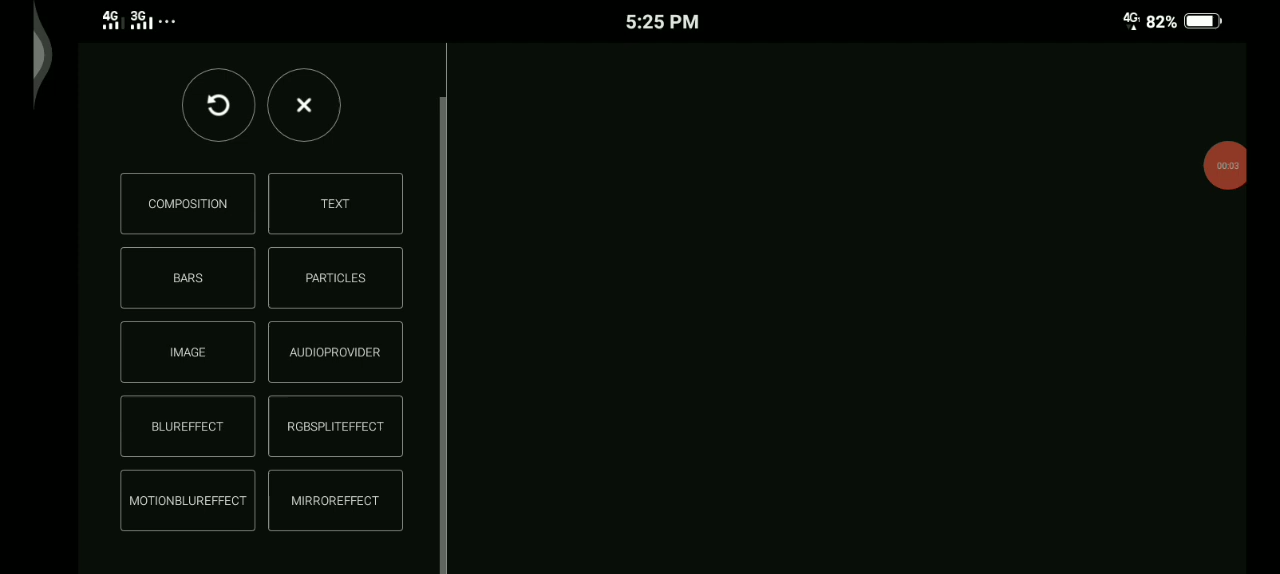 4G 3G ... 5:25 PM 4G 82%
00:03
COMPOSITION TEXT
BARS PARTICLES
IMAGE AUDIOPROVIDER
BLUREFFECT RGBSPLITEFFECT
MOTIONBLUREFFECT MIRROREFFECT